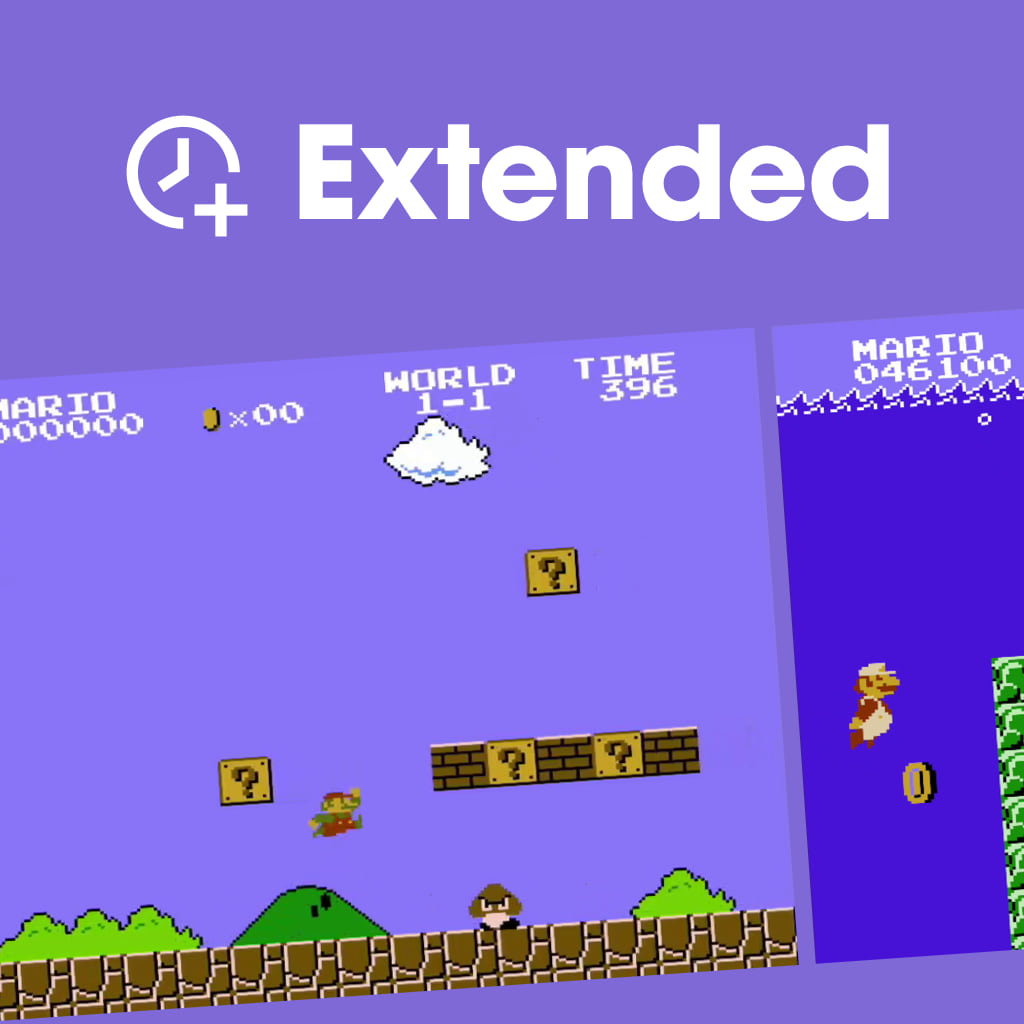 Extended
MARIO
000000
×00
WORLD
1-1
TIME
396
?
?
?
?
MARIO
046100